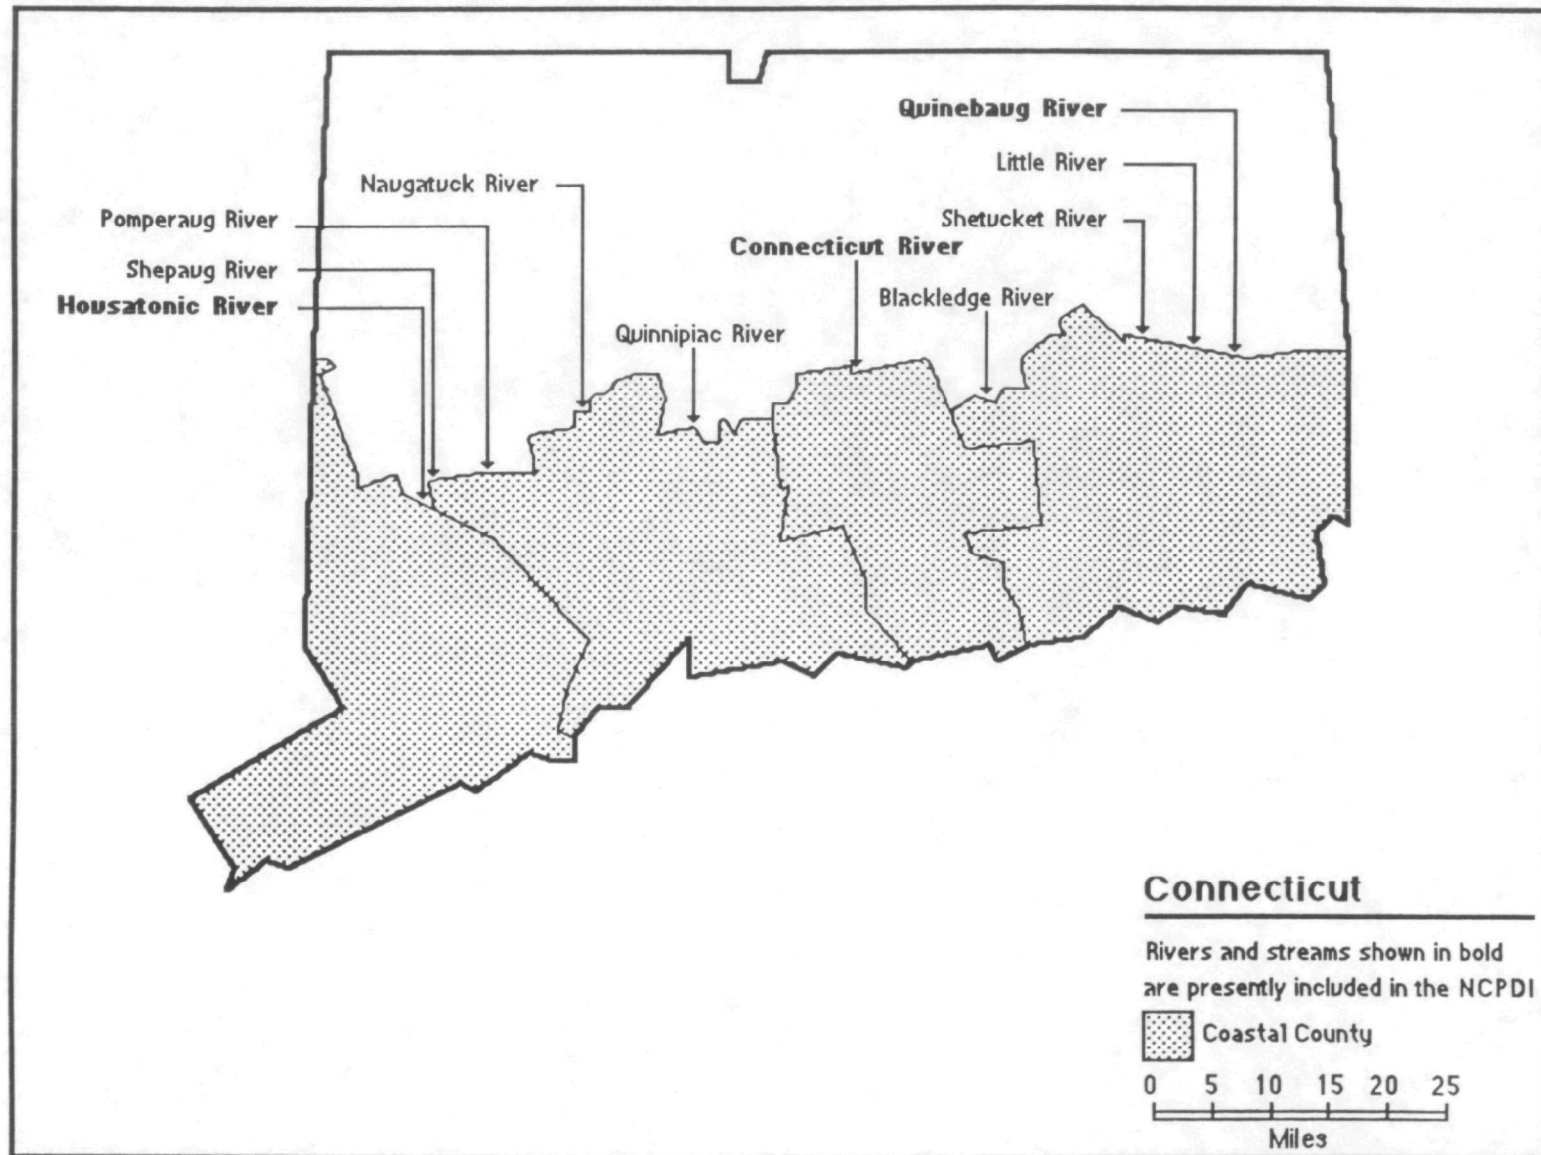 Quinebaug River
Little River
Naugatuck River
Pomperaug River
Shetucket River
Connecticut River
Shepaug River
Blackledge River
Housatonic River
Quinnipiac River
Connecticut
Rivers and streams shown in bold
are presently included in the NCPDI
Coastal County
0 5 10 15 20 25
Miles